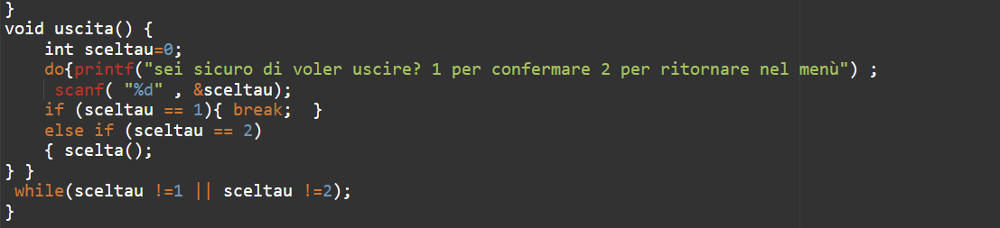 }
void uscita() {
    int sceltau=0;
    do{printf("sei sicuro di voler uscire? 1 per confermare 2 per ritornare nel menù") ;
     scanf( "%d" , &sceltau);
    if (sceltau == 1){ break;  }
    else if (sceltau == 2)
    { scelta();
} }
 while(sceltau !=1 || sceltau !=2);
}